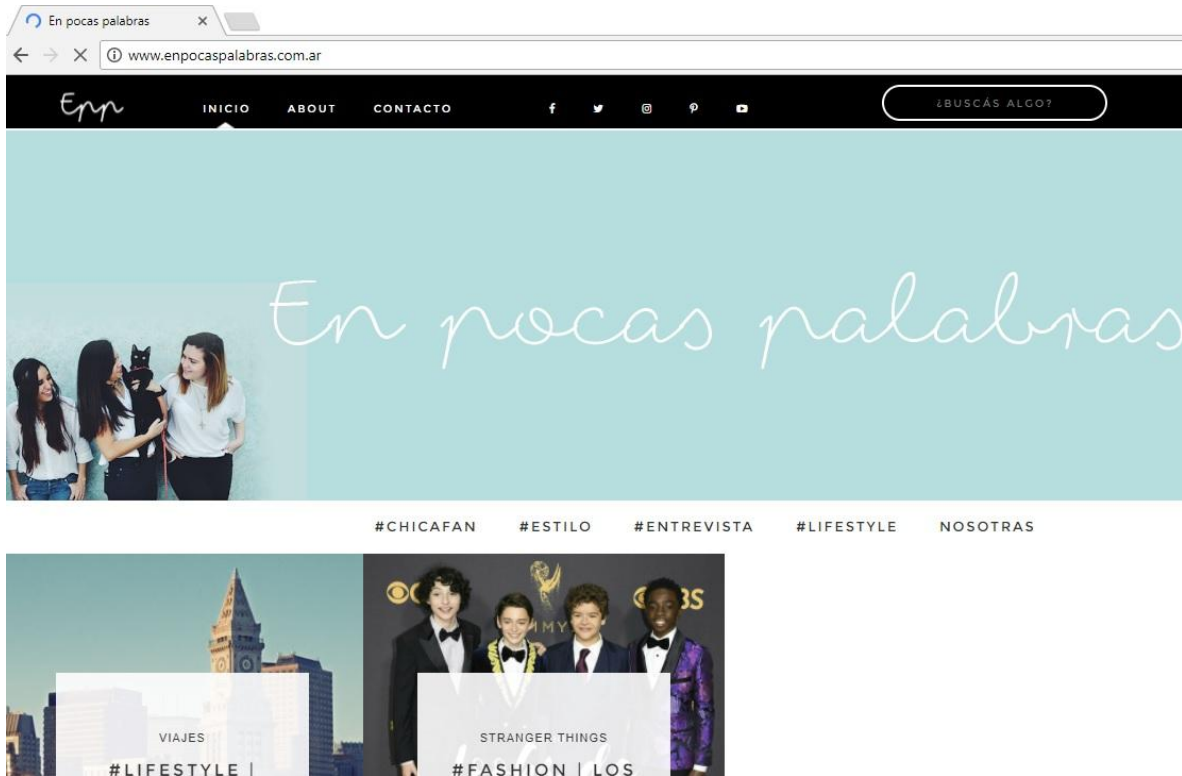 En pocas palabras
www.enpocaspalabras.com.ar
Epp INICIO ABOUT CONTACTO ¿BUSCÁS ALGO?
En pocas palabras
#CHICAFAN #ESTILO #ENTREVISTA #LIFESTYLE NOSOTRAS
VIAJES
#LIFESTYLE |
STRANGER THINGS
#FASHION | LOS